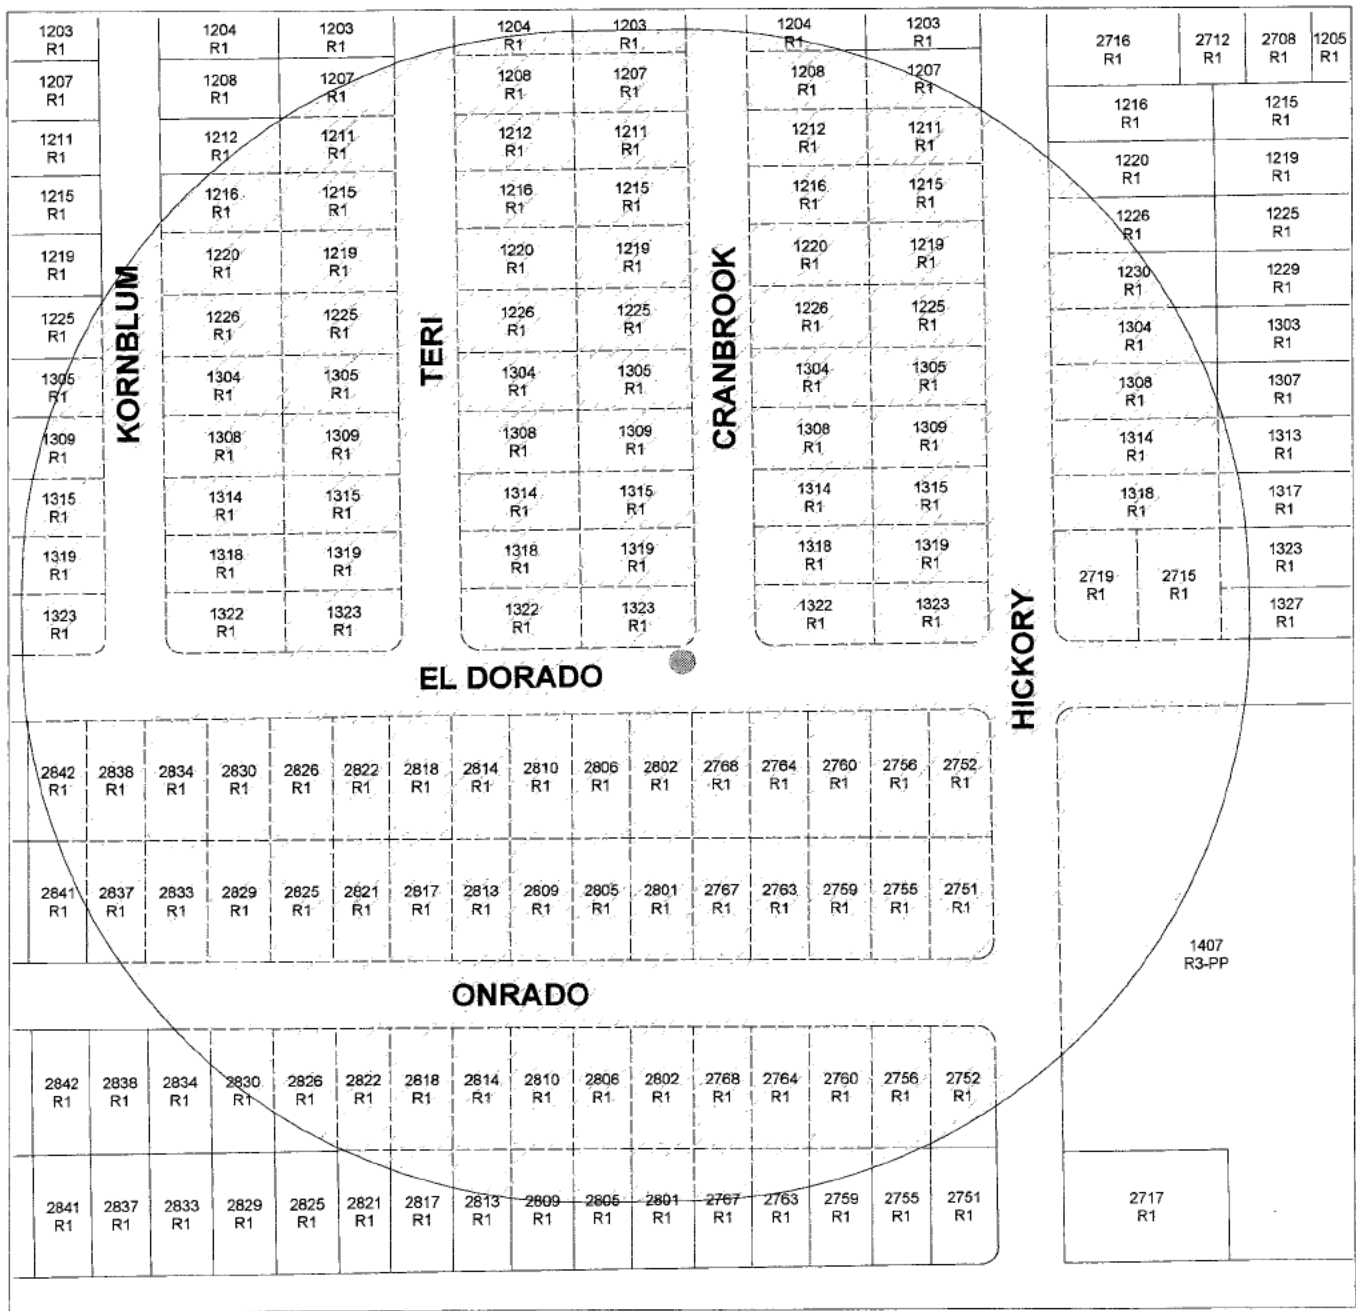 1203 1204 1203 1204 1203 1204 1203 2716 2712 2708 1205
R1 R1 R1 R1 R1 R1 R1 R1 R1 R1 R1
1207 1208 1207 1208 1207 1208 1207 1216 1215
R1 R1 R1 R1 R1 R1 R1 R1 R1
1211 1212 1211 1212 1211 1212 1211 1220 1219
R1 R1 R1 R1 R1 R1 R1 R1 R1
1215 1216 1215 1216 1215 1216 1215 1226 1225
R1 R1 R1 R1 R1 R1 R1 R1 R1
1219 1220 1219 1220 1219 1220 1219 1230 1229
R1 R1 R1 R1 R1 R1 R1 R1 R1
1225 1226 1225 1226 1225 1226 1225 1304 1303
R1 R1 R1 R1 R1 R1 R1 R1 R1
KORNBLUM
TERI
CRANBROOK
1305 1304 1305 1304 1305 1304 1305 1308 1307
R1 R1 R1 R1 R1 R1 R1 R1 R1
1309 1308 1309 1308 1309 1308 1309 1314 1313
R1 R1 R1 R1 R1 R1 R1 R1 R1
1315 1314 1315 1314 1315 1314 1315 1318 1317
R1 R1 R1 R1 R1 R1 R1 R1 R1
1319 1318 1319 1318 1319 1318 1319 2719 2715 1323
R1 R1 R1 R1 R1 R1 R1 R1 R1 R1
1323 1322 1323 1322 1323 1322 1323 1327
R1 R1 R1 R1 R1 R1 R1 R1
HICKORY
EL DORADO
2842 2838 2834 2830 2826 2822 2818 2814 2810 2806 2802 2768 2764 2760 2756 2752
R1 R1 R1 R1 R1 R1 R1 R1 R1 R1 R1 R1 R1 R1 R1 R1
2841 2837 2833 2829 2825 2821 2817 2813 2809 2805 2801 2767 2763 2759 2755 2751
R1 R1 R1 R1 R1 R1 R1 R1 R1 R1 R1 R1 R1 R1 R1 R1
1407
R3-PP
ONRADO
2842 2838 2834 2830 2826 2822 2818 2814 2810 2806 2802 2768 2764 2760 2756 2752
R1 R1 R1 R1 R1 R1 R1 R1 R1 R1 R1 R1 R1 R1 R1 R1
2841 2837 2833 2829 2825 2821 2817 2813 2809 2805 2801 2767 2763 2759 2755 2751 2717
R1 R1 R1 R1 R1 R1 R1 R1 R1 R1 R1 R1 R1 R1 R1 R1 R1